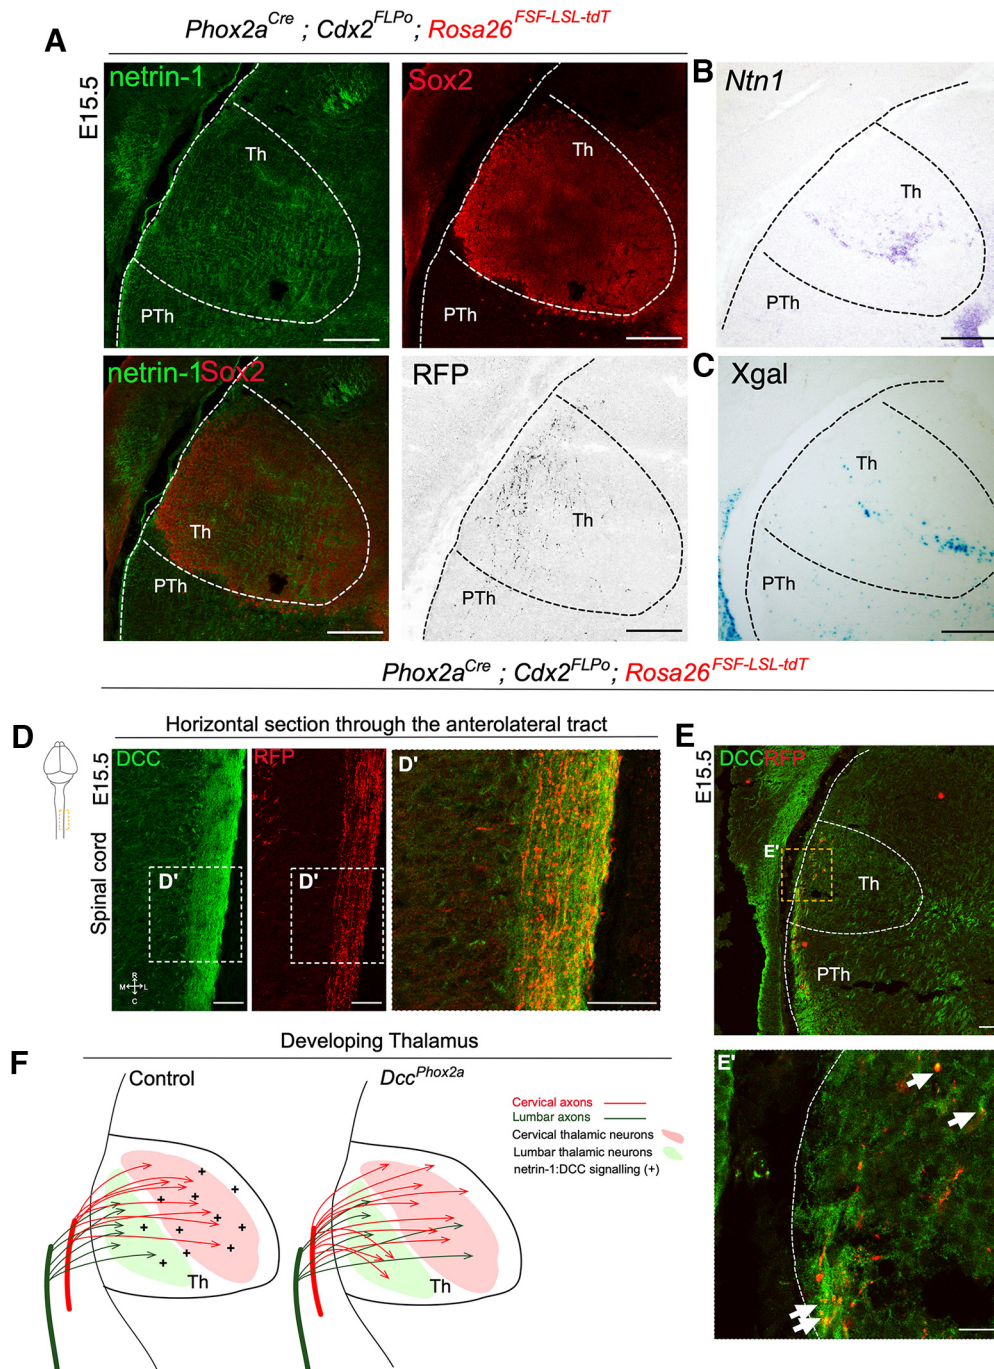 Phox2aCre ; Cdx2FLPo; Rosa26FSF-LSL-tdT
A
E15.5
netrin-1
Th
PTh
Sox2
Th
B
Ntn1
Th
PTh
netrin-1Sox2
Th
PTh
RFP
Th
PTh
C
Xgal
Th
PTh
Phox2aCre ; Cdx2FLPo; Rosa26FSF-LSL-tdT
D
Horizontal section through the anterolateral tract
E15.5
Spinal cord
DCC
D'
R
M L
C
RFP
D'
D'
E
E15.5
DCCRFP
E'
Th
PTh
E'
Developing Thalamus
F
Control
Th
DccPhox2a
Th
Cervical axons
Lumbar axons
Cervical thalamic neurons
Lumbar thalamic neurons
netrin-1:DCC signalling (+)